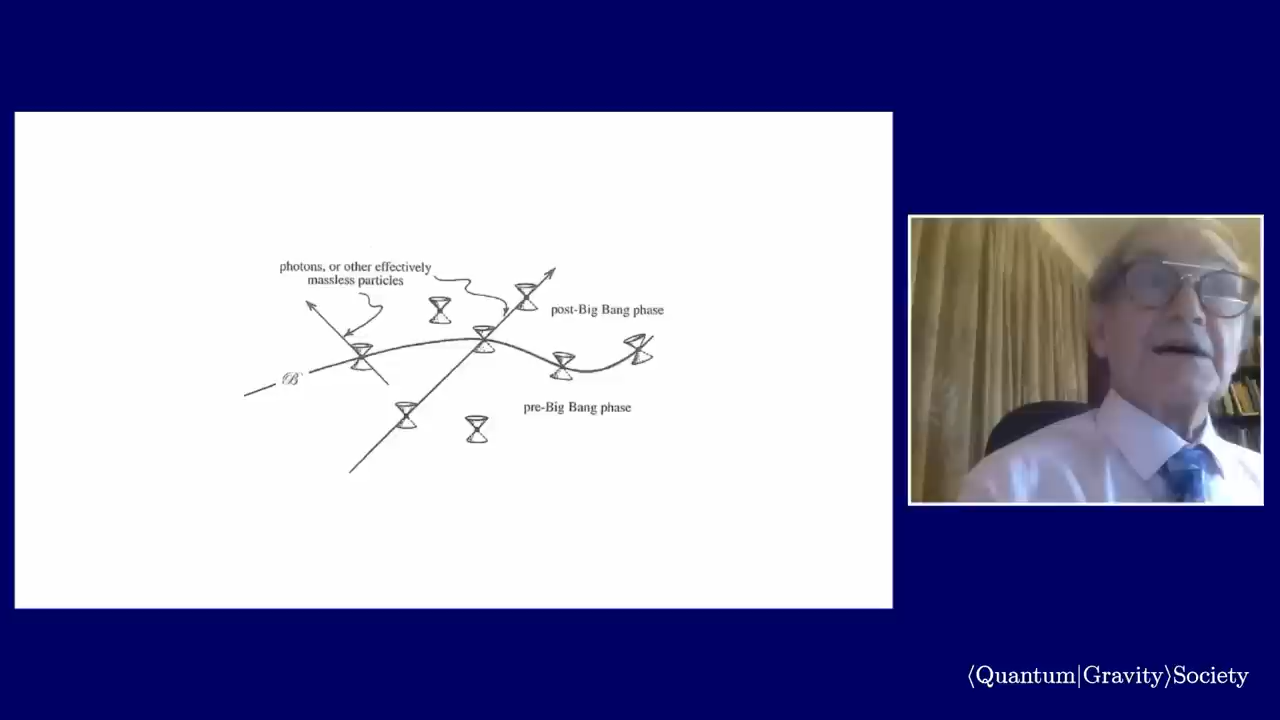 photons, or other effectively
massless particles
post-Big Bang phase
ℬ
pre-Big Bang phase
⟨Quantum|Gravity⟩Society